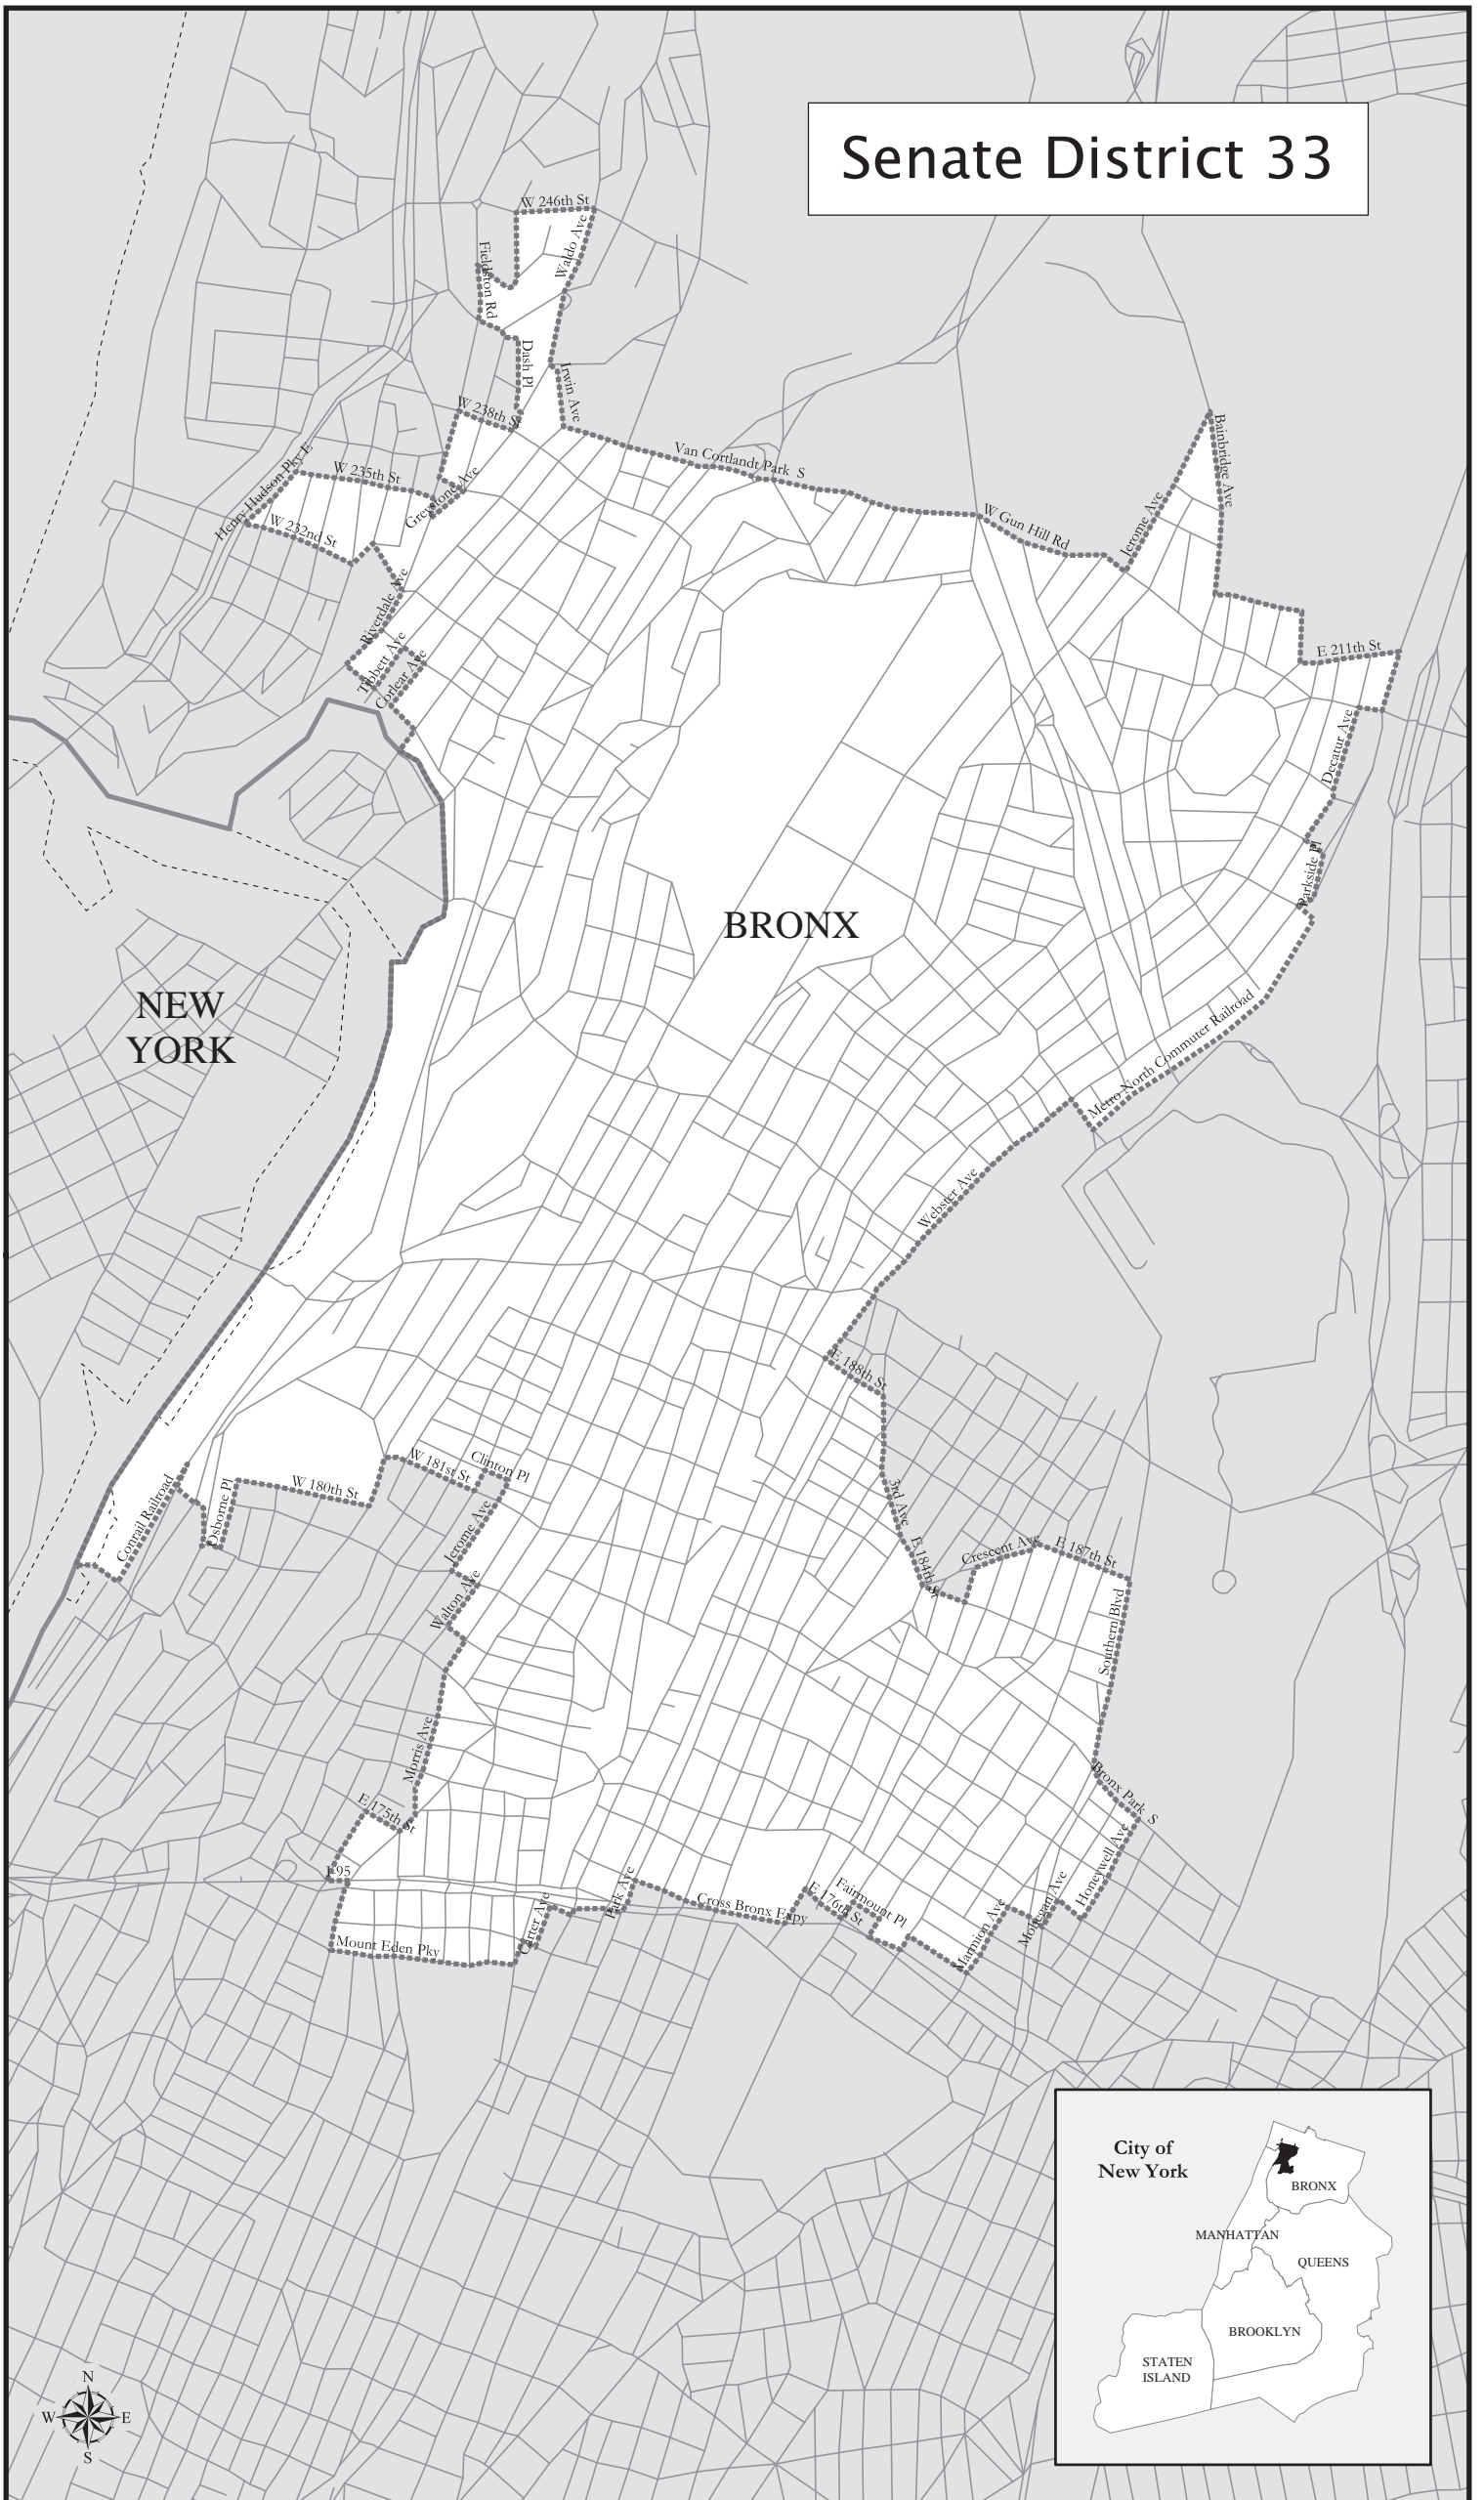 Senate District 33
W 246th St
Waldo Ave
Fieldston Rd
Dash Pl
Irwin Ave
W 238th St
Van Cortlandt Park S
Bainbridge Ave
Henry Hudson Pky E
W 235th St
Greystone Ave
W Gun Hill Rd
Jerome Ave
W 232nd St
Riverdale Ave
Tibbett Ave
Corlear Ave
E 211th St
Decatur Ave
Parkside Pl
BRONX
NEW
YORK
Metro North Commuter Railroad
Webster Ave
E 188th St
W 181st St
Clinton Pl
W 180th St
Conrail Railroad
Osborne Pl
3rd Ave
Jerome Ave
E 184th St
Crescent Ave
E 187th St
Walton Ave
Southern Blvd
Morris Ave
Bronx Park S
E 175th St
Honeywell Ave
I-95
Park Ave
Cross Bronx Expy
E 176th St
Fairmount Pl
Carter Ave
Marmion Ave
Mohegan Ave
Mount Eden Pky
City of
New York
BRONX
MANHATTAN
QUEENS
BROOKLYN
STATEN
ISLAND
N
W
E
S